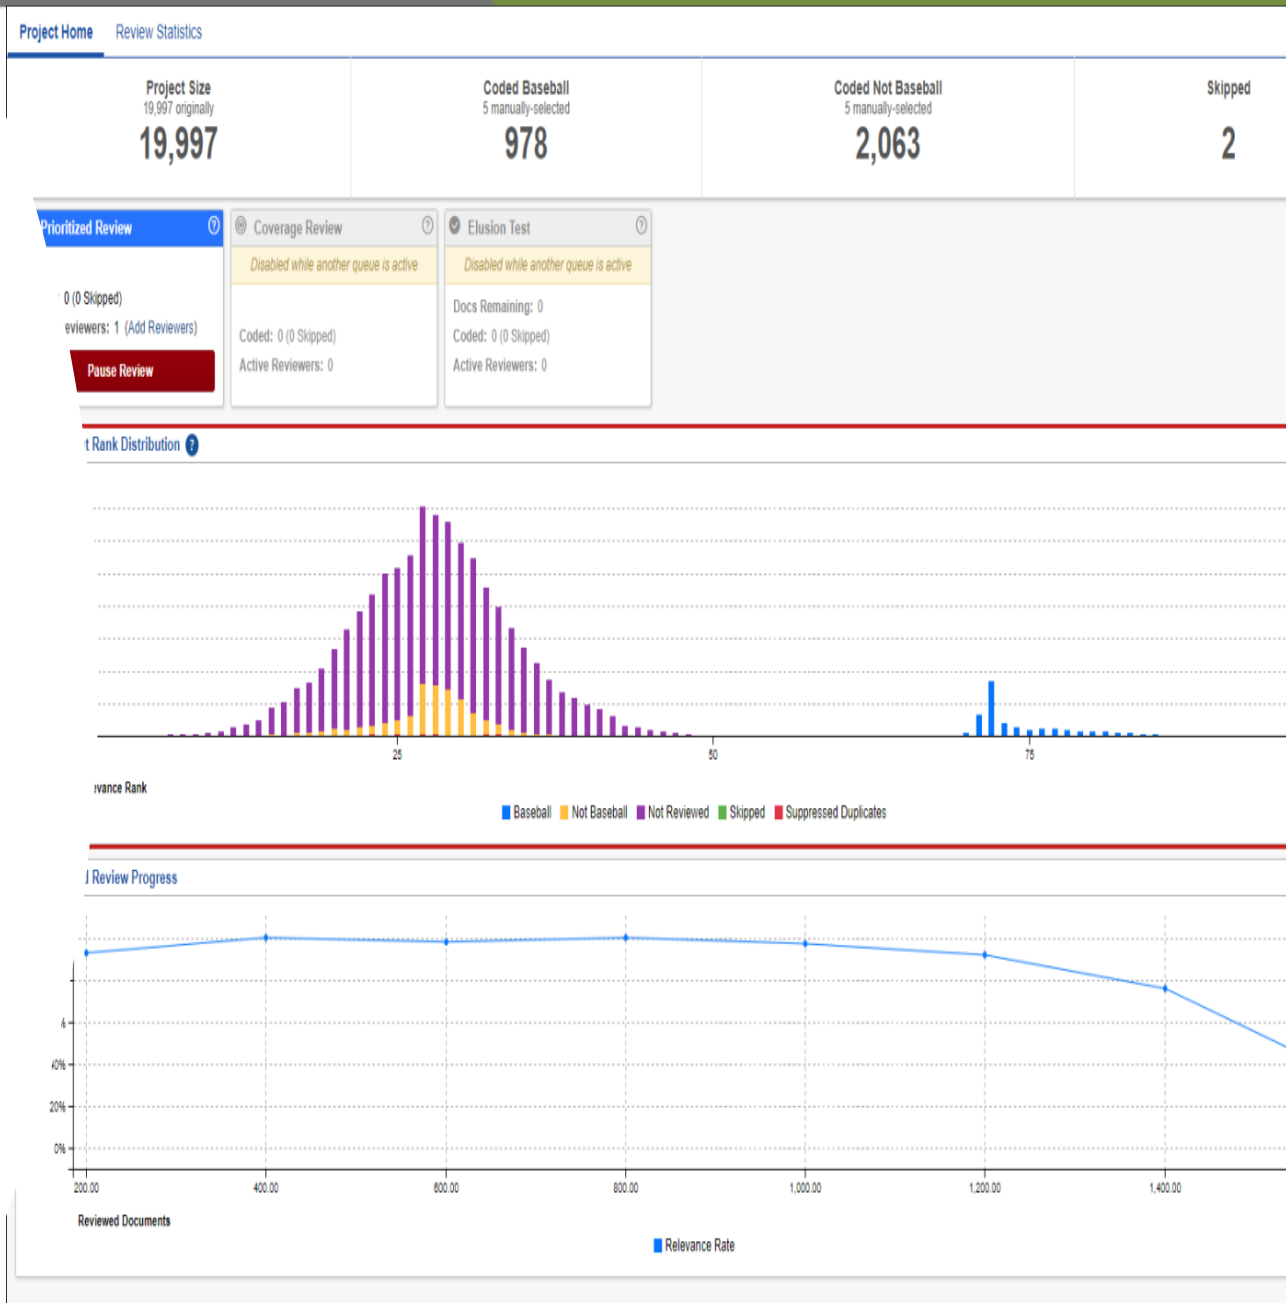 Project Home Review Statistics
Project Size Coded Baseball Coded Not Baseball Skipped
19,997 originally 5 manually-selected 5 manually-selected
19,997 978 2,063 2
Prioritized Review Coverage Review Elusion Test
Disabled while another queue is active Disabled while another queue is active
0 (0 Skipped) Docs Remaining: 0
eviewers: 1 (Add Reviewers) Coded: 0 (0 Skipped) Coded: 0 (0 Skipped)
Pause Review Active Reviewers: 0 Active Reviewers: 0
t Rank Distribution ?
25 50 75
evance Rank
Baseball Not Baseball Not Reviewed Skipped Suppressed Duplicates
Review Progress
%
40%
20%
0%
200.00 400.00 600.00 800.00 1,000.00 1,200.00 1,400.00
Reviewed Documents
Relevance Rate